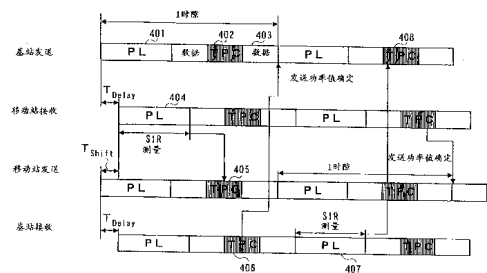 1时隙
401 402 403 408
基站发送 PL 数据 TPC 数据 PL TPC
发送功率值确定
T Delay 404
移动站接收 PL TPC PL TPC
SIR 测量
T Shift 405
1时隙 发送功率值确定
移动站发送 PL TPC PL TPC
T Delay SIR 测量
基站接收 PL TPC PL TPC
406 407